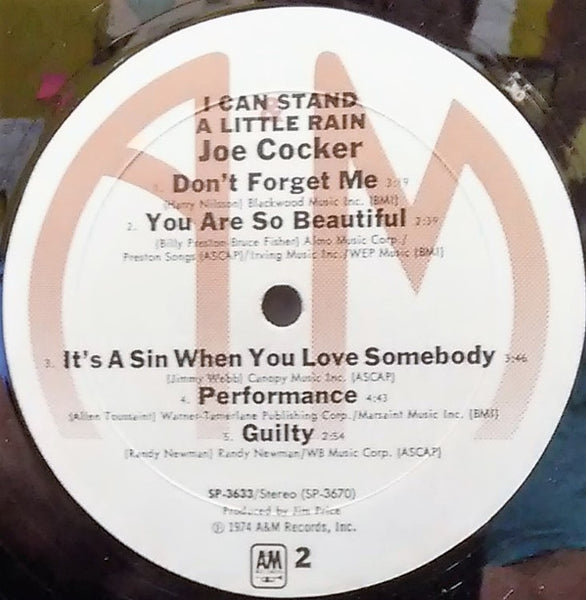 I CAN STAND
A LITTLE RAIN
Joe Cocker
1. Don't Forget Me 3:19
(Harry Nilsson) Blackwood Music Inc. (BMI)
2. You Are So Beautiful 2:39
(Billy Preston-Bruce Fisher) Almo Music Corp./
Preston Songs (ASCAP)/Irving Music Inc./WEP Music (BMI)
3. It's A Sin When You Love Somebody 3:46
(Jimmy Webb) Canopy Music Inc. (ASCAP)
4. Performance 4:43
(Allen Toussaint) Warner-Tamerlane Publishing Corp./Marsaint Music Inc. (BMI)
5. Guilty 2:54
(Randy Newman) Randy Newman/WB Music Corp. (ASCAP)
SP-3633/Stereo (SP-3670)
Produced by Jim Price
℗ 1974 A&M Records, Inc.
A&M 2